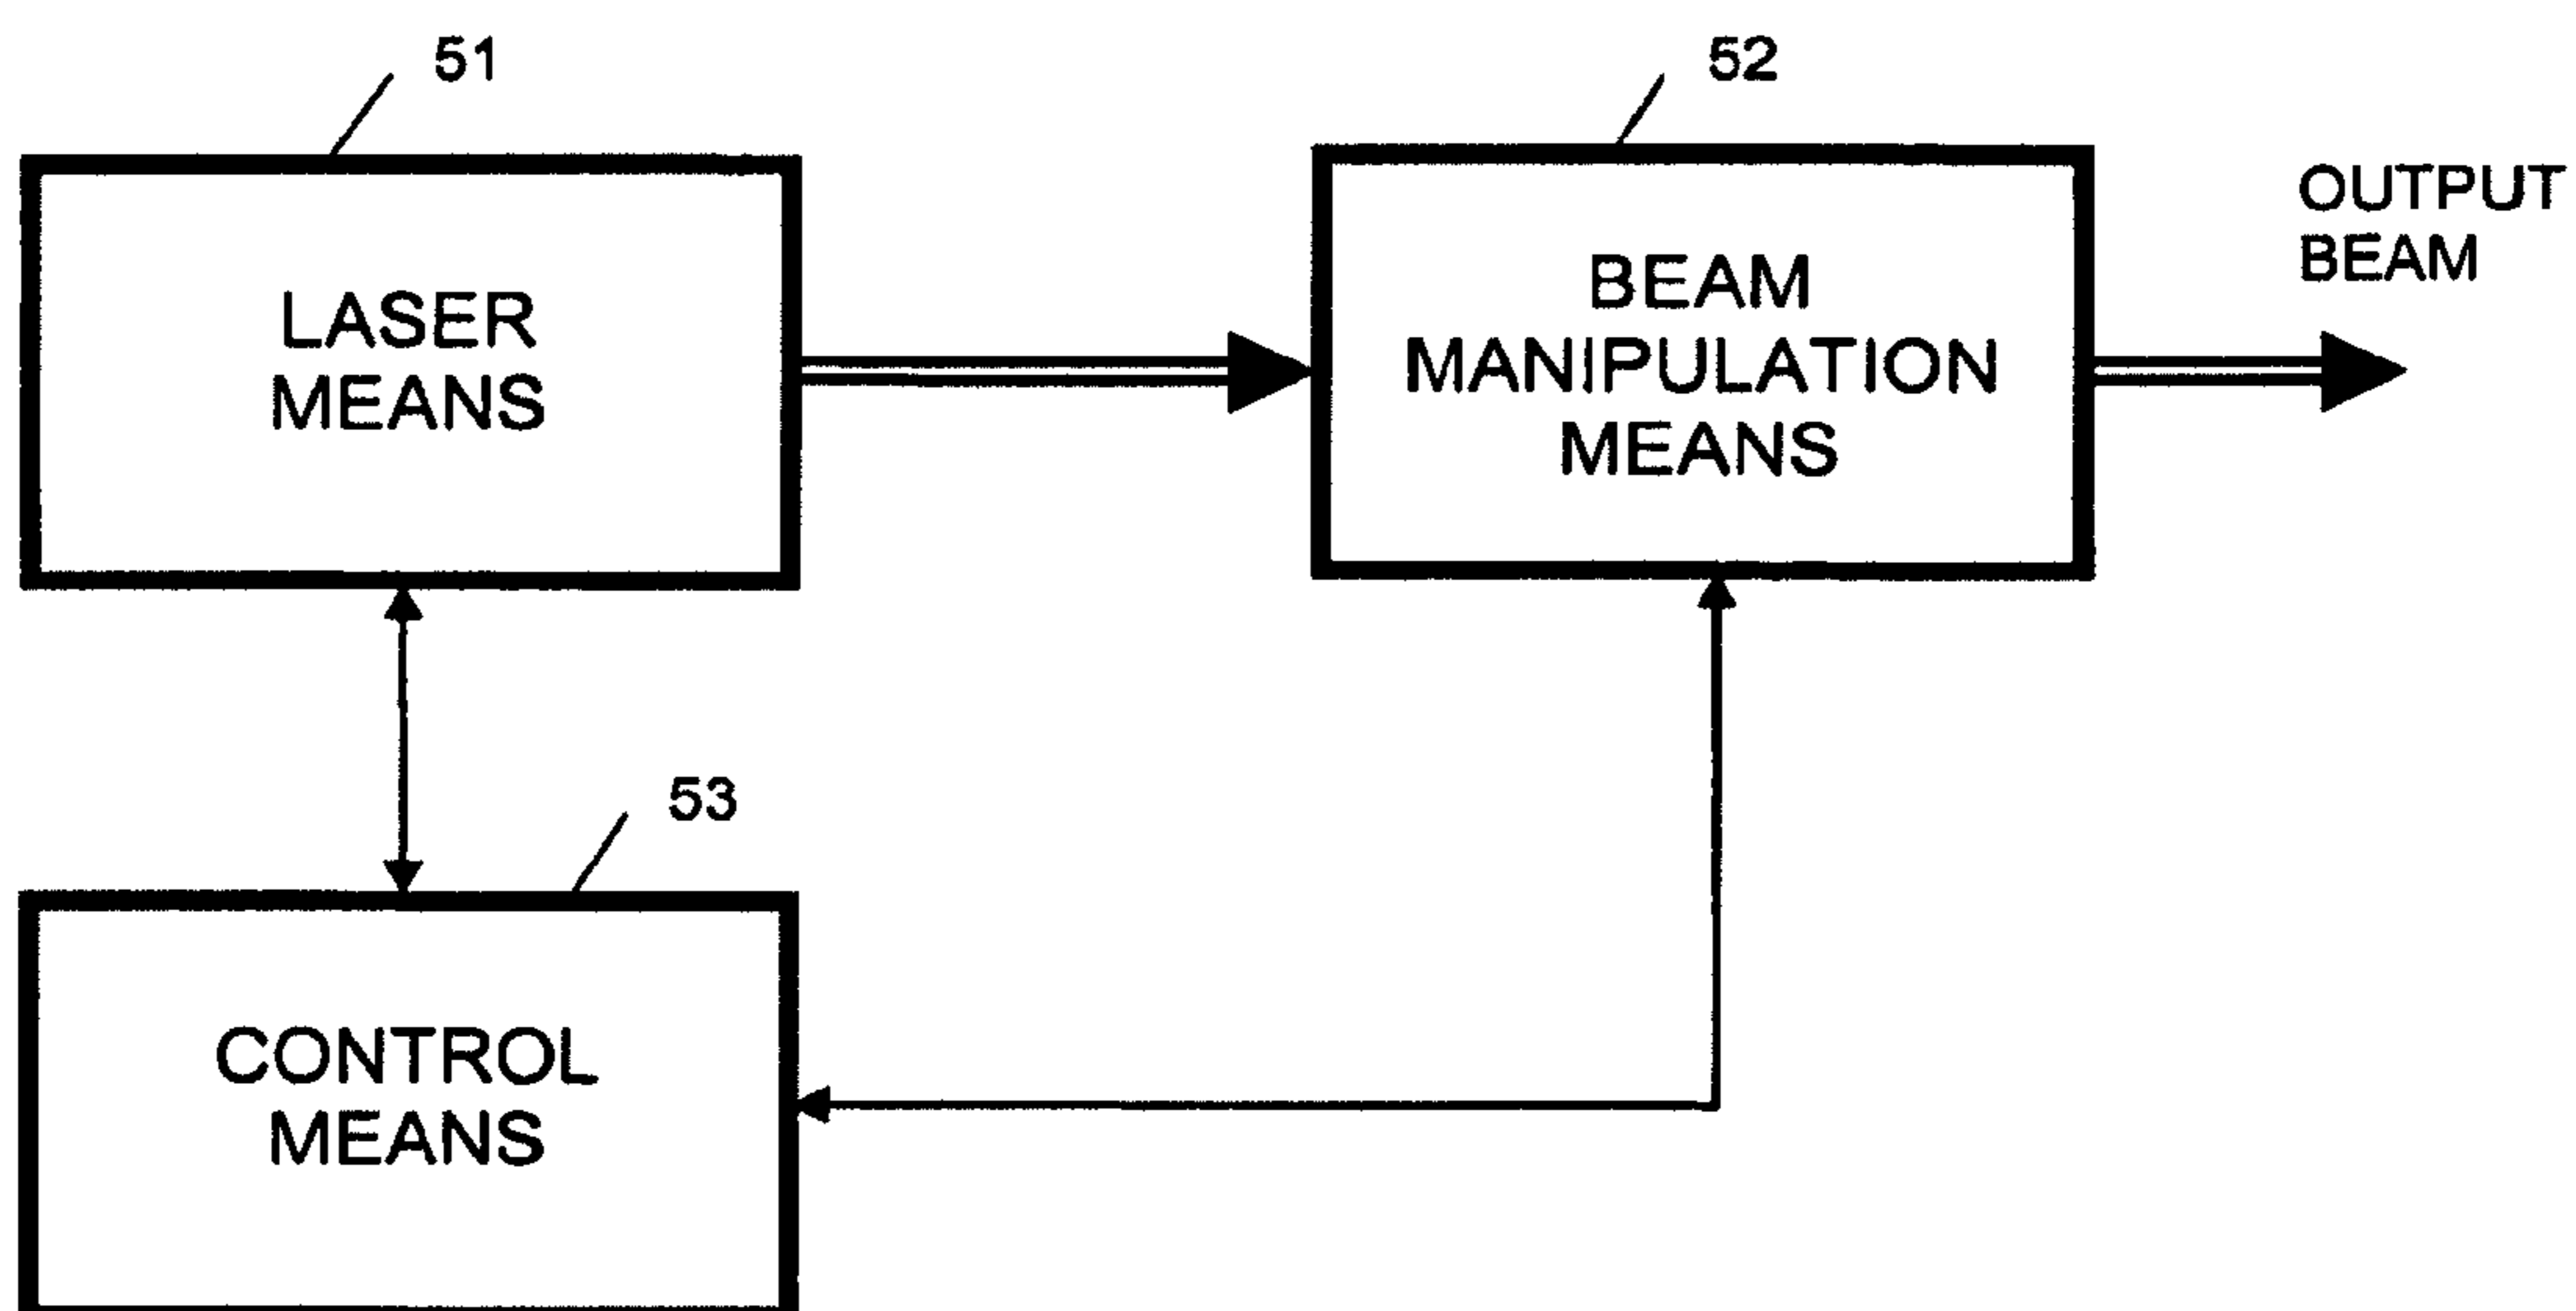 51
52
LASER
MEANS
BEAM
MANIPULATION
MEANS
OUTPUT
BEAM
53
CONTROL
MEANS